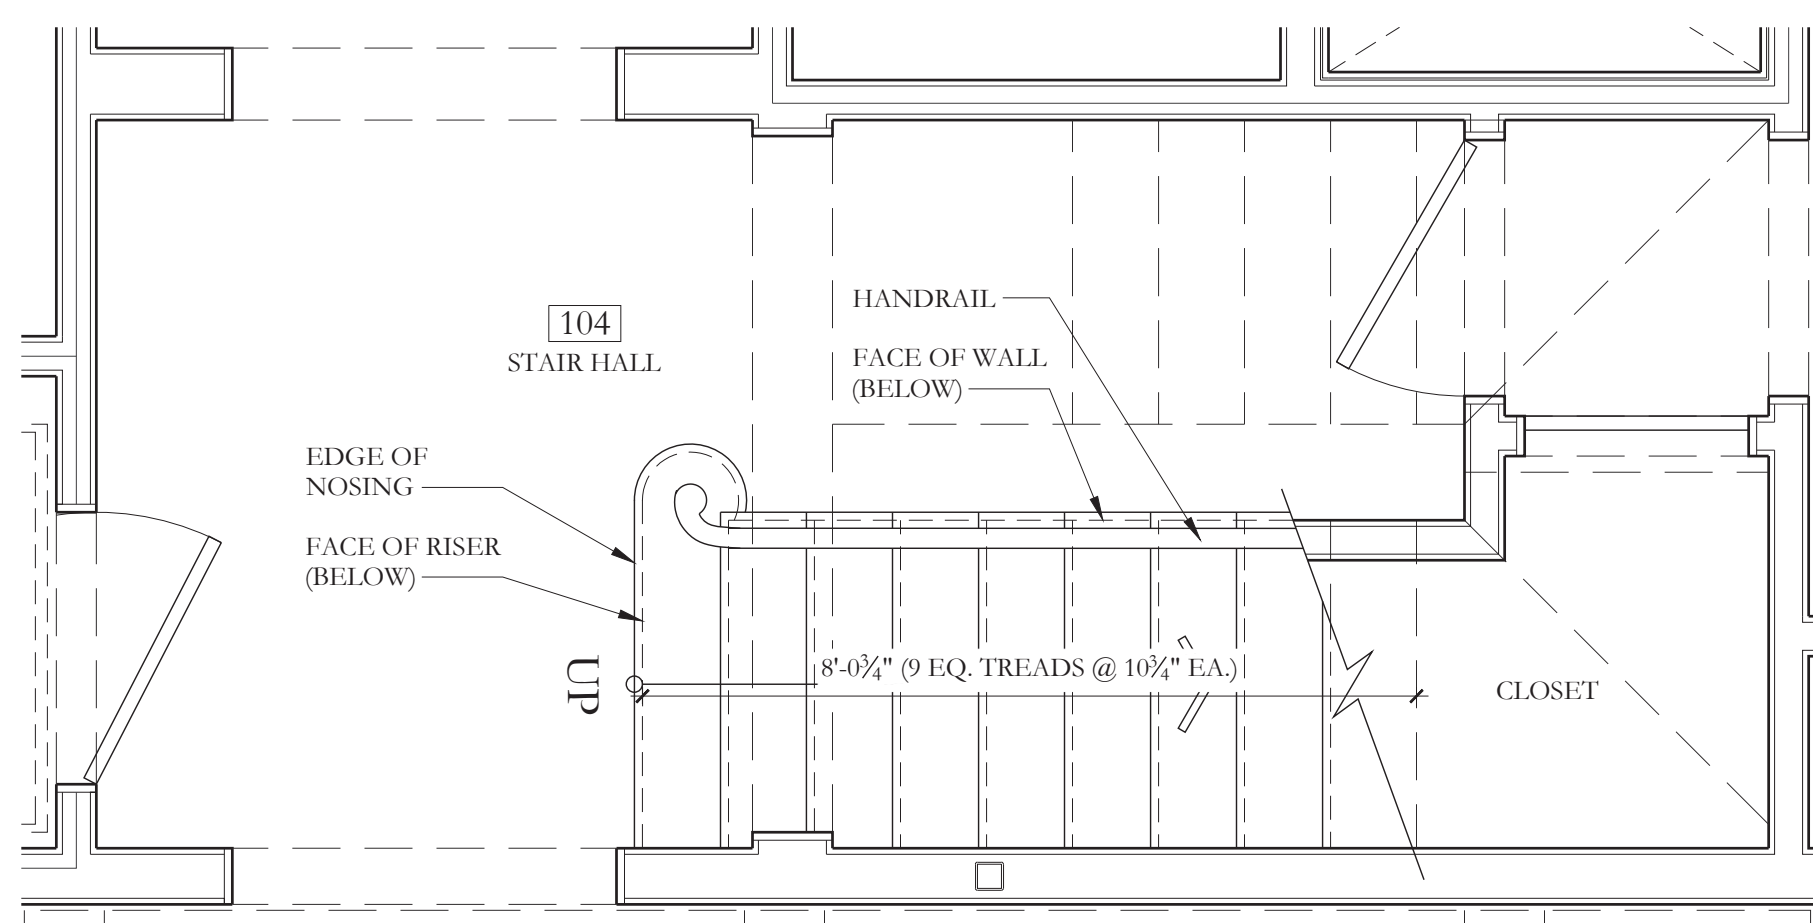 104
STAIR HALL
HANDRAIL
FACE OF WALL
(BELOW)
EDGE OF
NOSING
FACE OF RISER
(BELOW)
UP
8'-0¾" (9 EQ. TREADS @ 10¾" EA.)
CLOSET